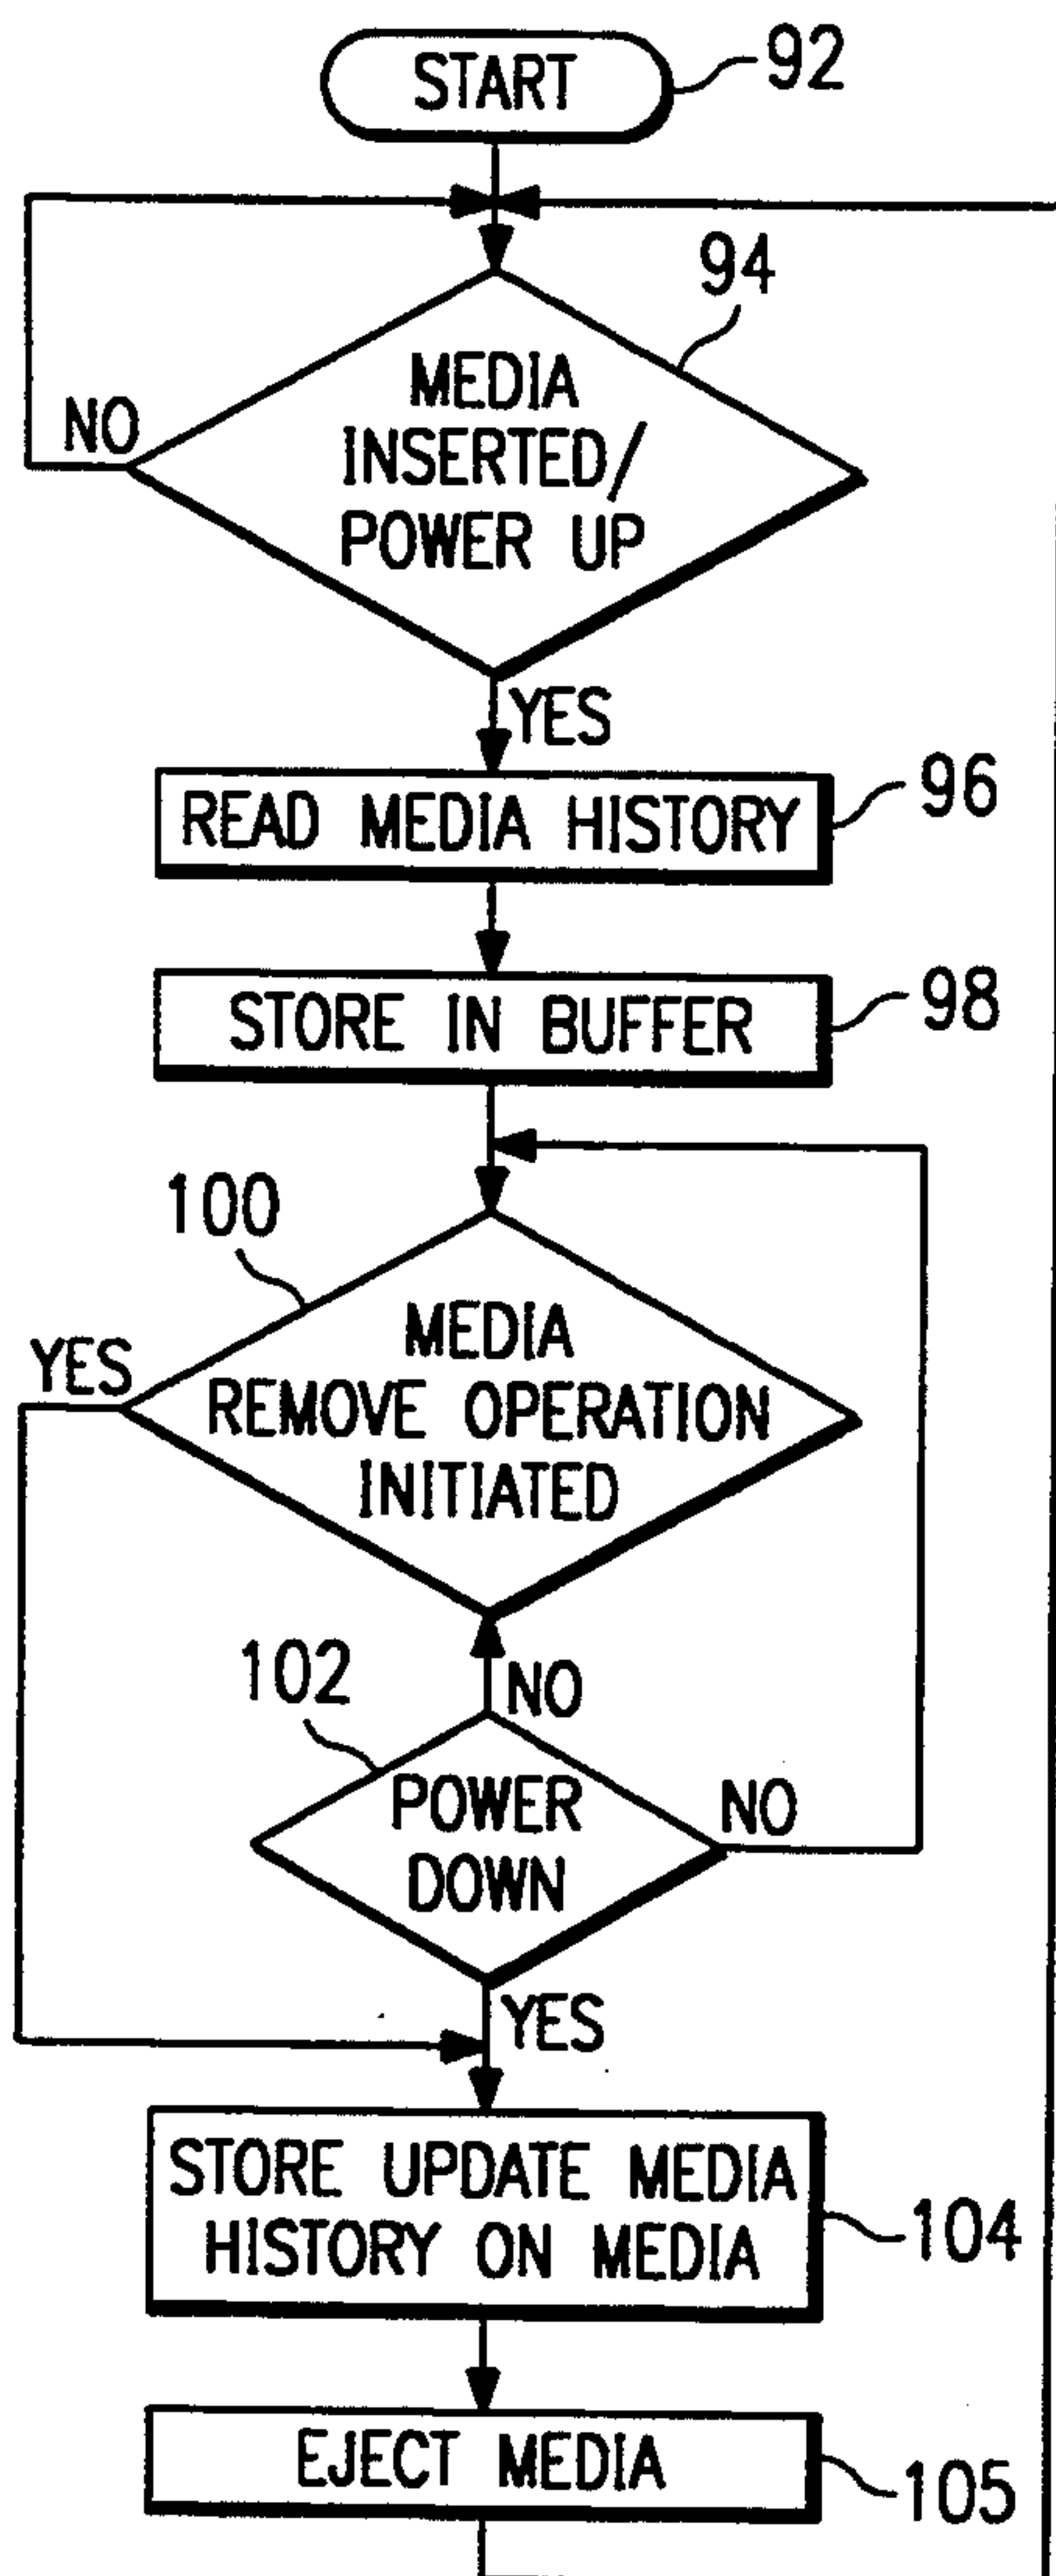 START
92
94
MEDIA
INSERTED/
POWER UP
NO
YES
READ MEDIA HISTORY
96
STORE IN BUFFER
98
100
MEDIA
REMOVE OPERATION
INITIATED
YES
102
NO
POWER
DOWN
NO
YES
STORE UPDATE MEDIA
HISTORY ON MEDIA
104
EJECT MEDIA
105